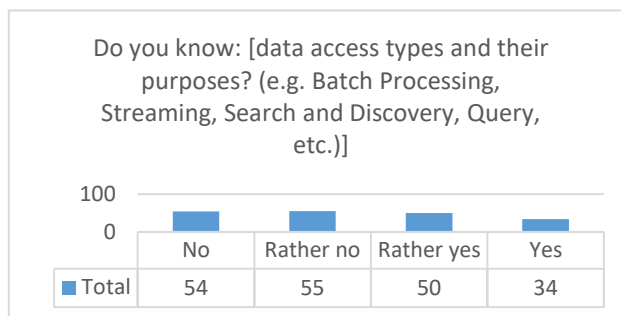 Do you know: [data access types and their
purposes? (e.g. Batch Processing,
Streaming, Search and Discovery, Query,
etc.)]
100
0
No Rather no Rather yes Yes
Total 54 55 50 34